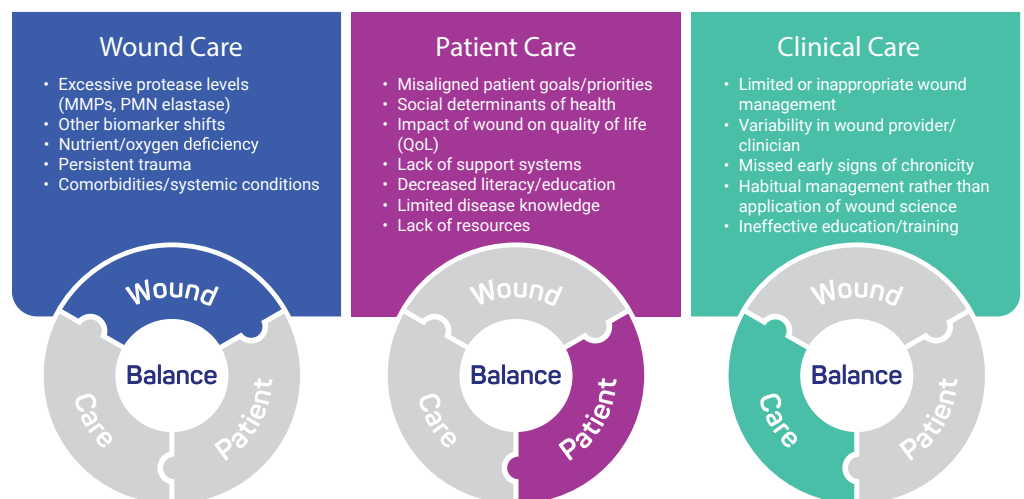 Wound Care
• Excessive protease levels
(MMPs, PMN elastase)
• Other biomarker shifts
• Nutrient/oxygen deficiency
• Persistent trauma
• Comorbidities/systemic conditions
Wound
Balance
Care
Patient
Patient Care
• Misaligned patient goals/priorities
• Social determinants of health
• Impact of wound on quality of life
(QoL)
• Lack of support systems
• Decreased literacy/education
• Limited disease knowledge
• Lack of resources
Wound
Balance
Care
Patient
Clinical Care
• Limited or inappropriate wound
management
• Variability in wound provider/
clinician
• Missed early signs of chronicity
• Habitual management rather than
application of wound science
• Ineffective education/training
Wound
Balance
Care
Patient